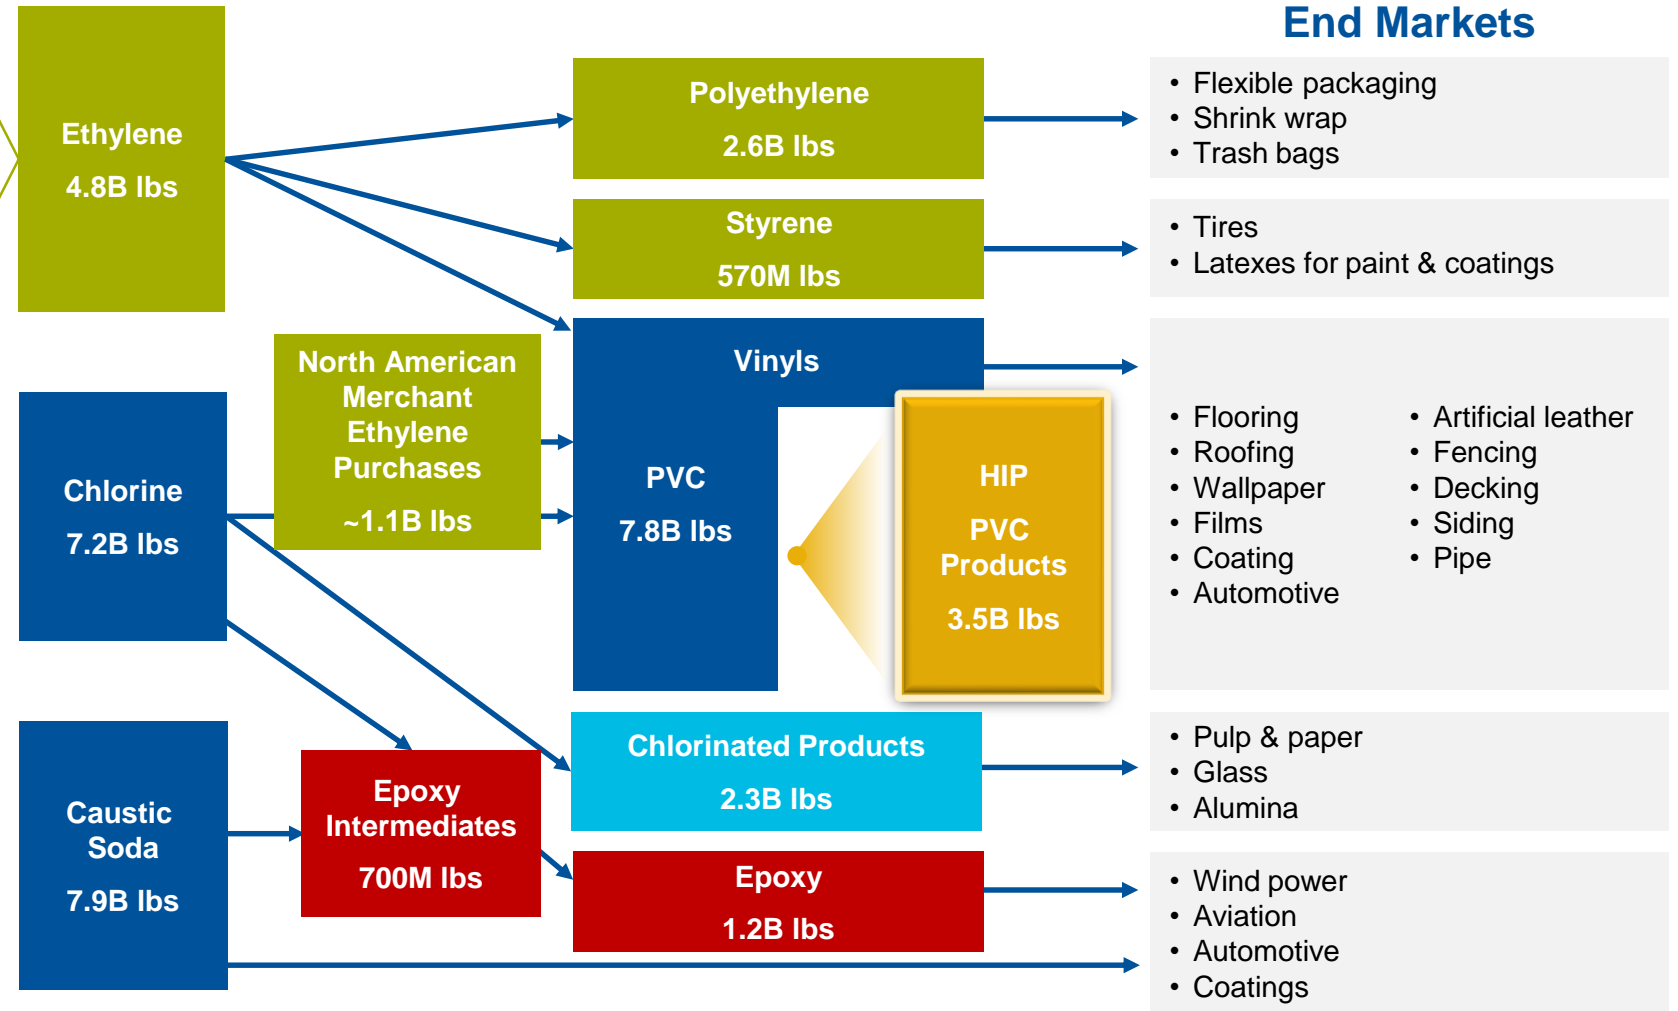 End Markets
Ethylene
4.8B lbs
Polyethylene
2.6B lbs
• Flexible packaging
• Shrink wrap
• Trash bags
Styrene
570M lbs
• Tires
• Latexes for paint & coatings
North American
Merchant
Ethylene
Purchases
~1.1B lbs
Vinyls
PVC
7.8B lbs
HIP
PVC
Products
3.5B lbs
• Flooring
• Roofing
• Wallpaper
• Films
• Coating
• Automotive
• Artificial leather
• Fencing
• Decking
• Siding
• Pipe
Chlorine
7.2B lbs
Chlorinated Products
2.3B lbs
• Pulp & paper
• Glass
• Alumina
Caustic
Soda
7.9B lbs
Epoxy
Intermediates
700M lbs
Epoxy
1.2B lbs
• Wind power
• Aviation
• Automotive
• Coatings